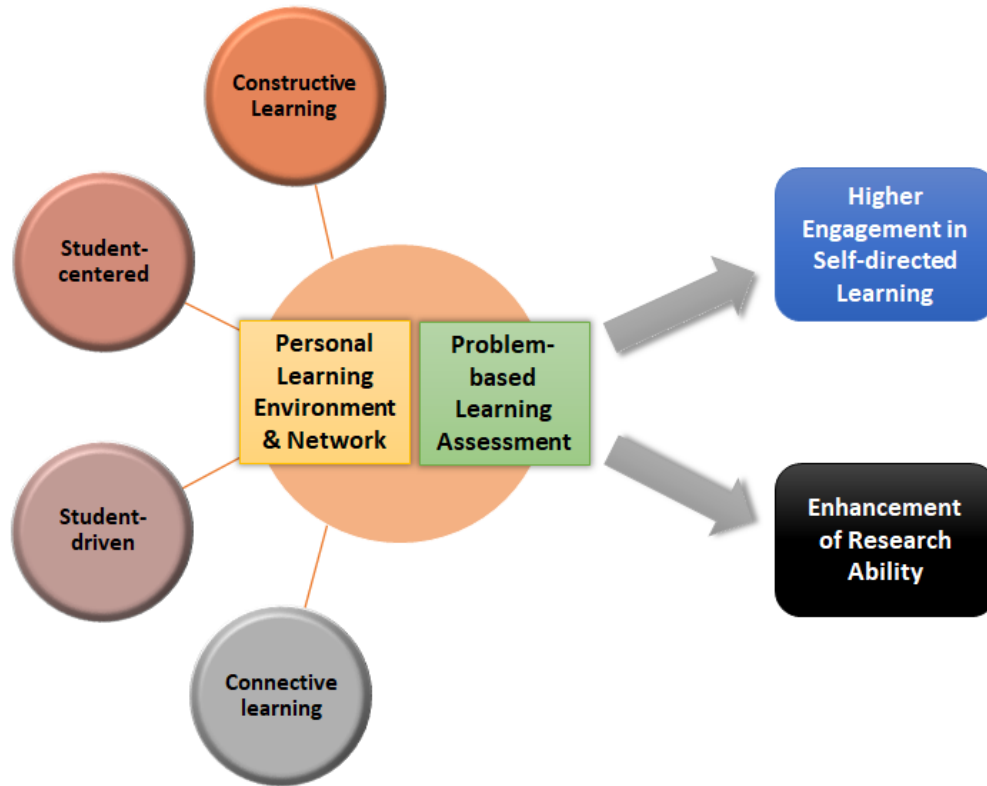 Constructive
Learning
Student-
centered
Student-
driven
Connective
learning
Personal
Learning
Environment
& Network
Problem-
based
Learning
Assessment
Higher
Engagement in
Self-directed
Learning
Enhancement
of Research
Ability